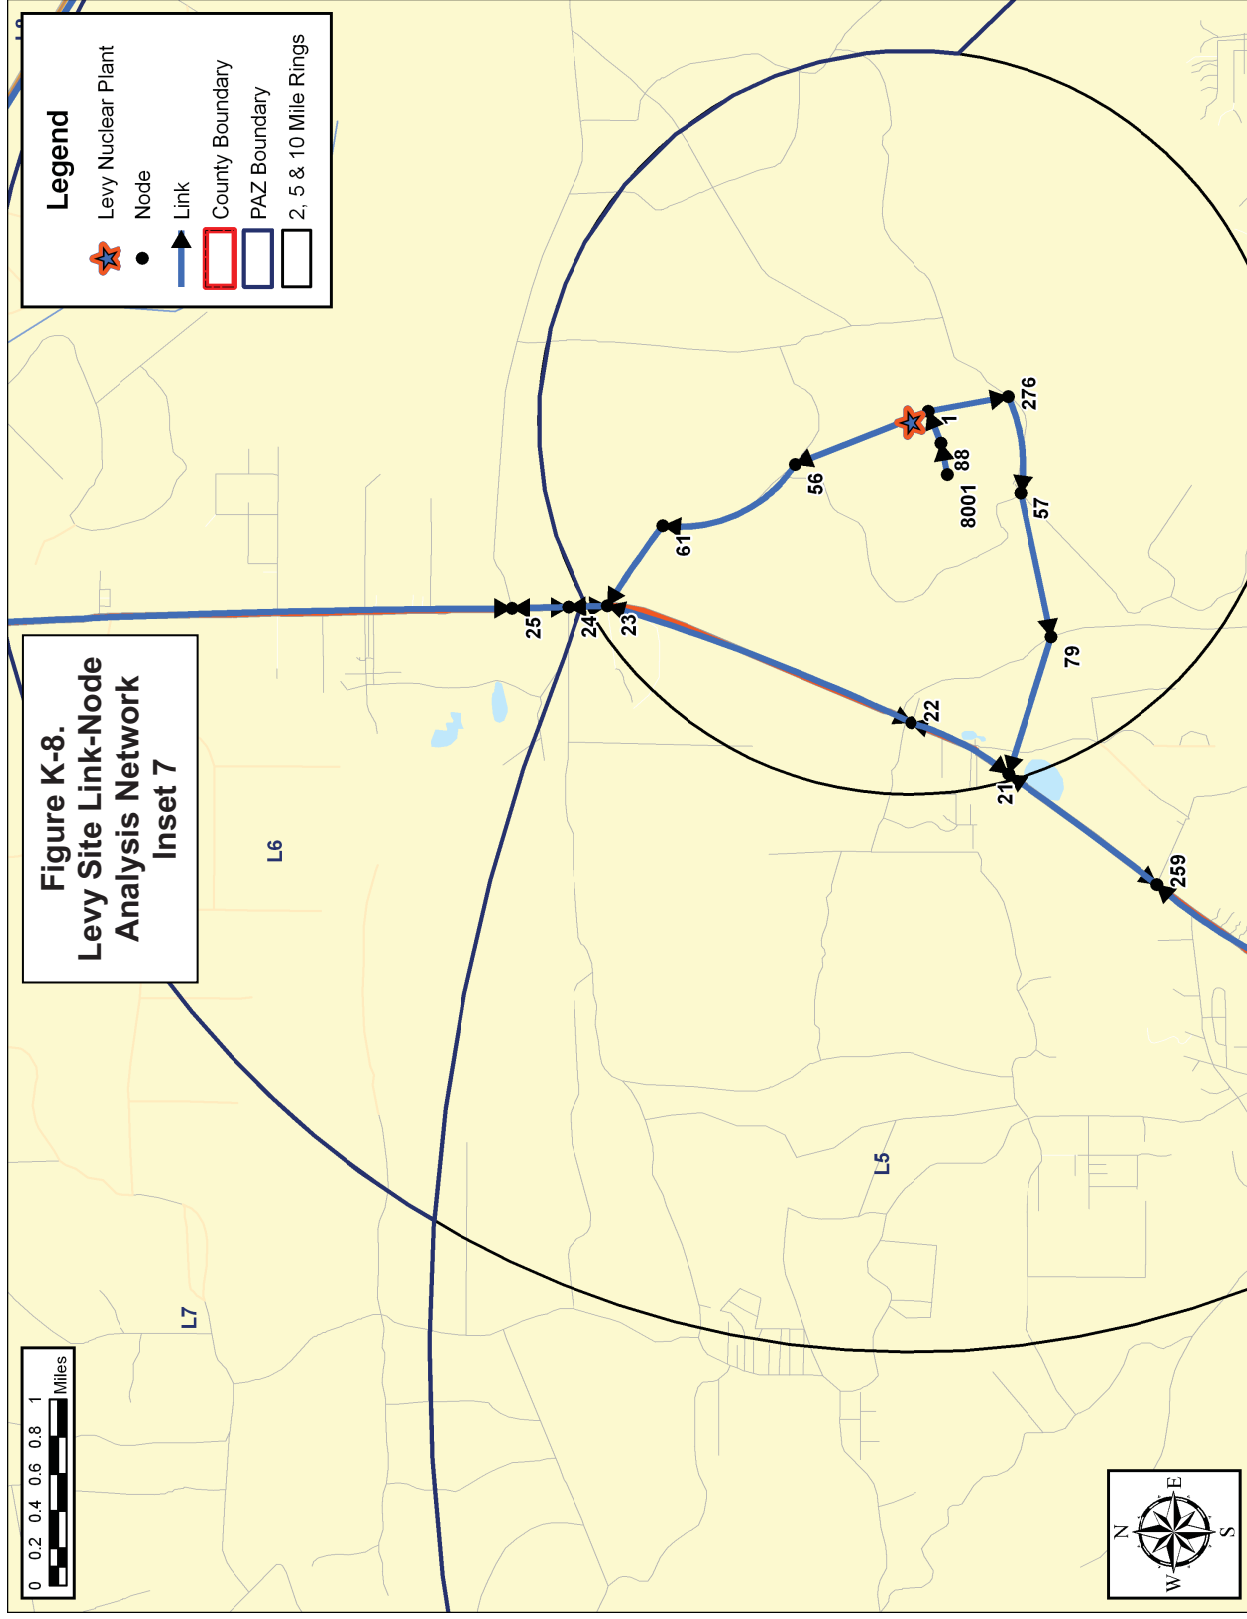 Figure K-8.
Levy Site Link-Node
Analysis Network
Inset 7
Legend
Levy Nuclear Plant
Node
Link
County Boundary
PAZ Boundary
2, 5 & 10 Mile Rings
0 0.2 0.4 0.6 0.8 1
Miles
L7
L6
L5
25
24
23
61
56
22
21
1
88
8001
276
57
79
259
N
W E
S